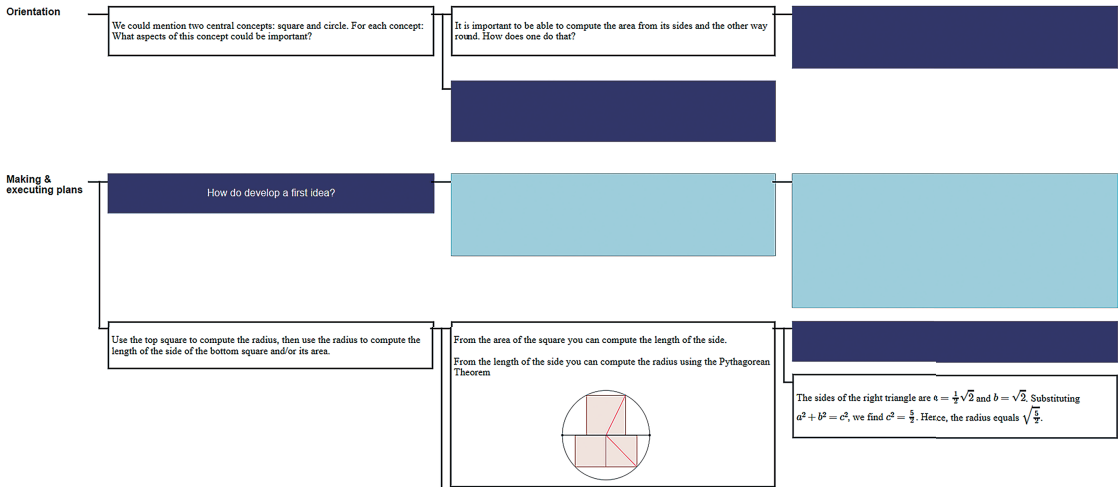 Orientation
We could mention two central concepts: square and circle. For each concept:
What aspects of this concept could be important?
It is important to be able to compute the area from its sides and the other way
round. How does one do that?
Making &
executing plans
How do develop a first idea?
Use the top square to compute the radius, then use the radius to compute the
length of the side of the bottom square and/or its area.
From the area of the square you can compute the length of the side.
From the length of the side you can compute the radius using the Pythagorean
Theorem
The sides of the right triangle are a = ½√2 and b = √2. Substituting
a² + b² = c², we find c² = 5/2. Hence, the radius equals √(5/2).